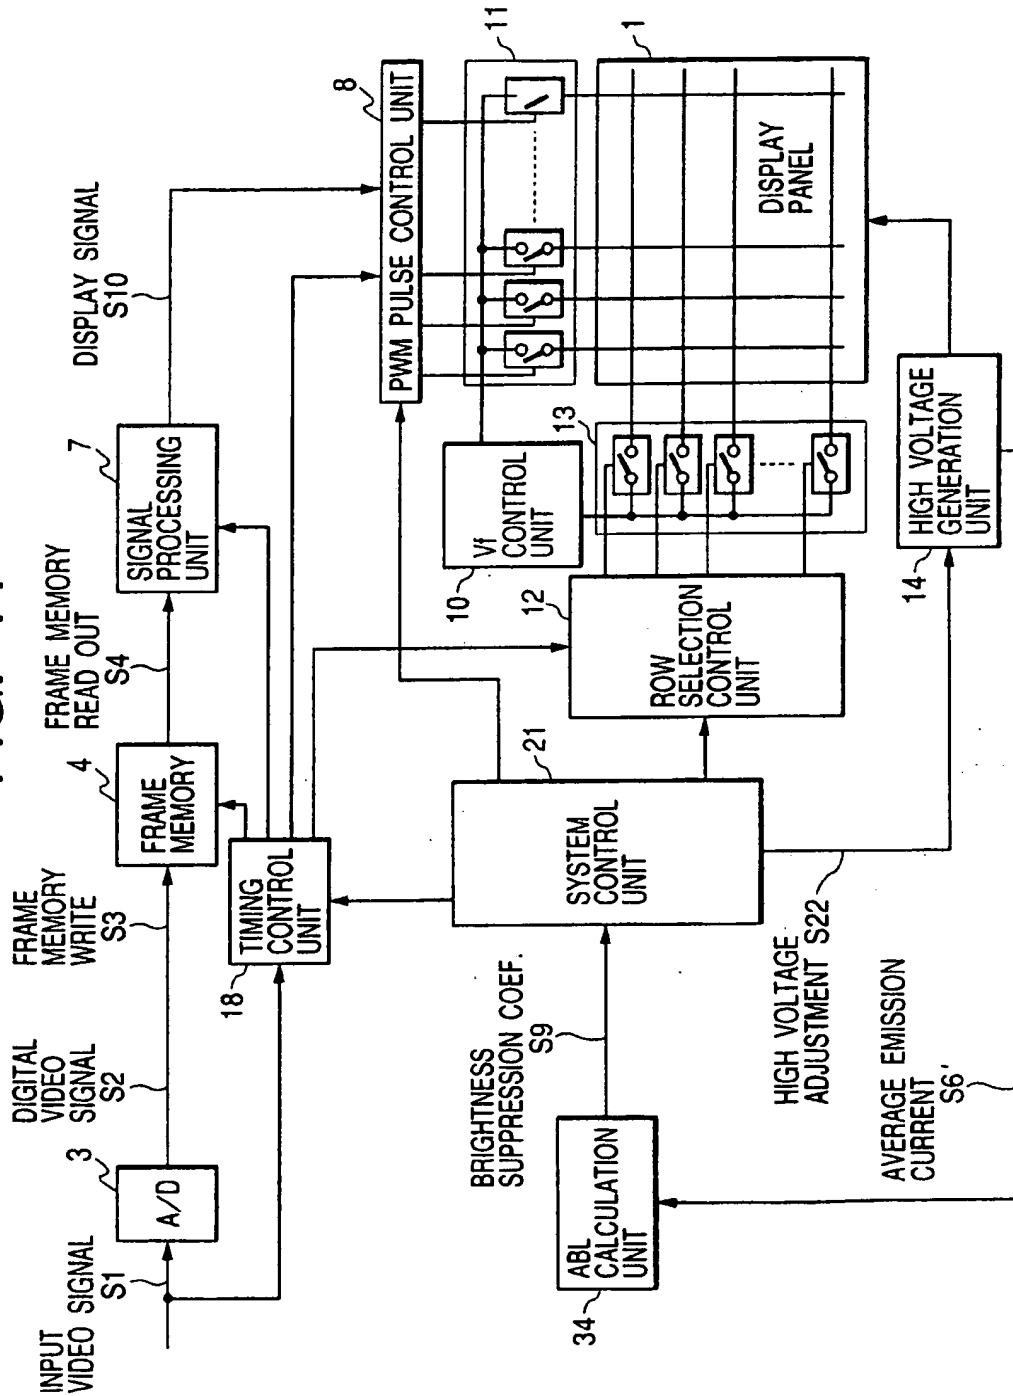 INPUT
VIDEO SIGNAL
S1
3
A/D
DIGITAL
VIDEO
SIGNAL
S2
FRAME
MEMORY
WRITE
S3
4
FRAME
MEMORY
FRAME MEMORY
READ OUT
S4
7
SIGNAL
PROCESSING
UNIT
DISPLAY SIGNAL
S10
18
TIMING
CONTROL
UNIT
8
PWM PULSE CONTROL UNIT
11
1
DISPLAY
PANEL
10
Vf
CONTROL
UNIT
13
12
ROW
SELECTION
CONTROL
UNIT
21
SYSTEM
CONTROL
UNIT
BRIGHTNESS
SUPPRESSION COEF.
S9
34
ABL
CALCULATION
UNIT
HIGH VOLTAGE
ADJUSTMENT S22
14
HIGH VOLTAGE
GENERATION
UNIT
AVERAGE EMISSION
CURRENT
S6'